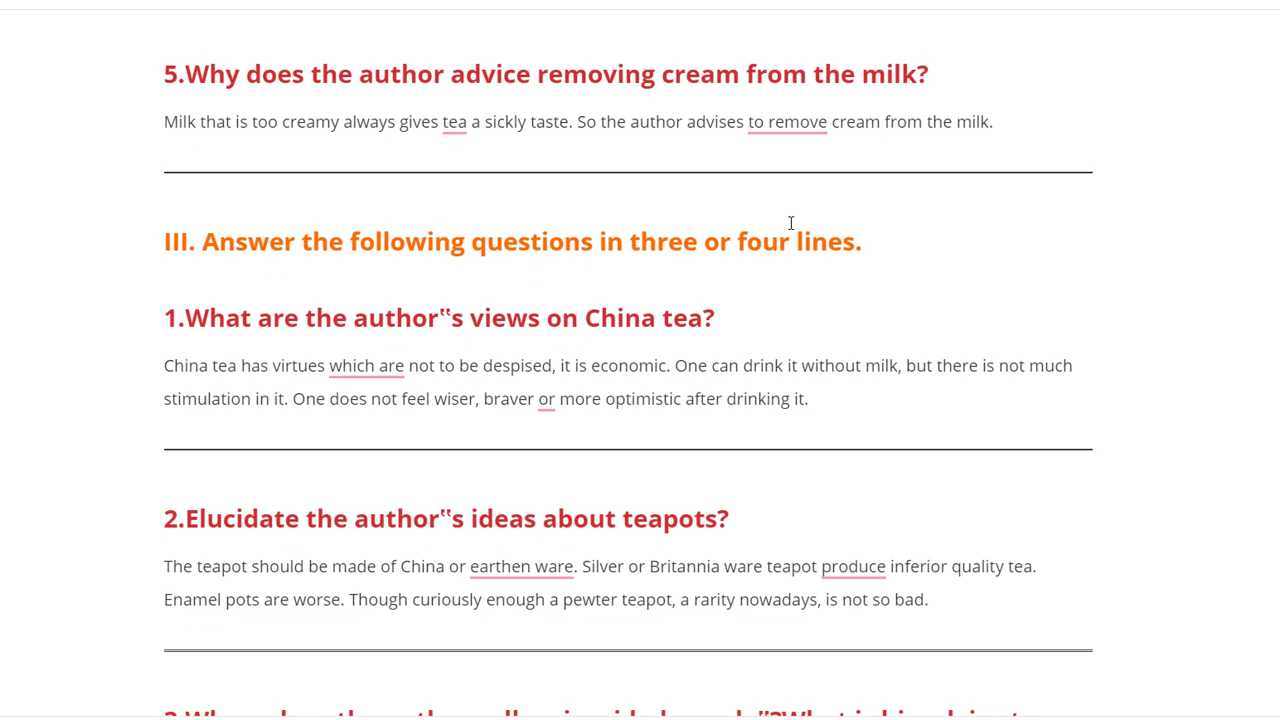 5.Why does the author advice removing cream from the milk?
Milk that is too creamy always gives tea a sickly taste. So the author advises to remove cream from the milk.
III. Answer the following questions in three or four lines.
1.What are the author‟s views on China tea?
China tea has virtues which are not to be despised, it is economic. One can drink it without milk, but there is not much
stimulation in it. One does not feel wiser, braver or more optimistic after drinking it.
2.Elucidate the author‟s ideas about teapots?
The teapot should be made of China or earthen ware. Silver or Britannia ware teapot produce inferior quality tea.
Enamel pots are worse. Though curiously enough a pewter teapot, a rarity nowadays, is not so bad.